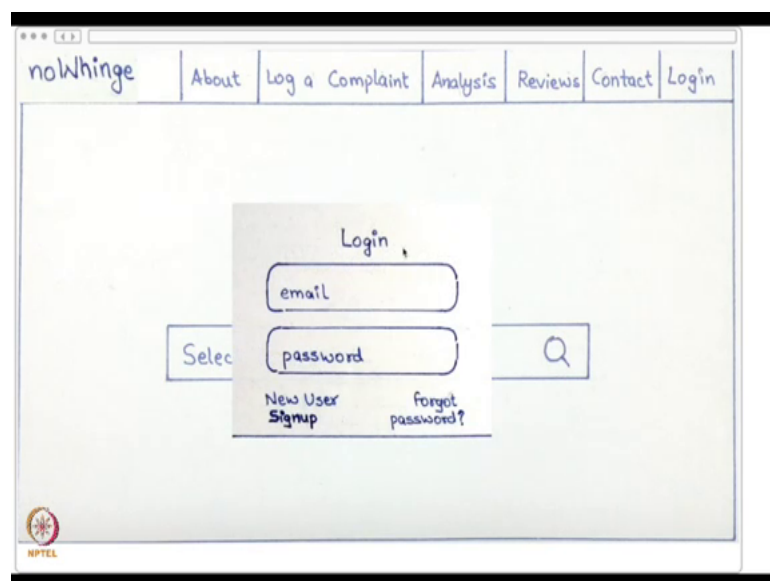 noWhinge About Log a Complaint Analysis Reviews Contact Login
Login
email
Selec password
New User Forgot
Signup password?
NPTEL